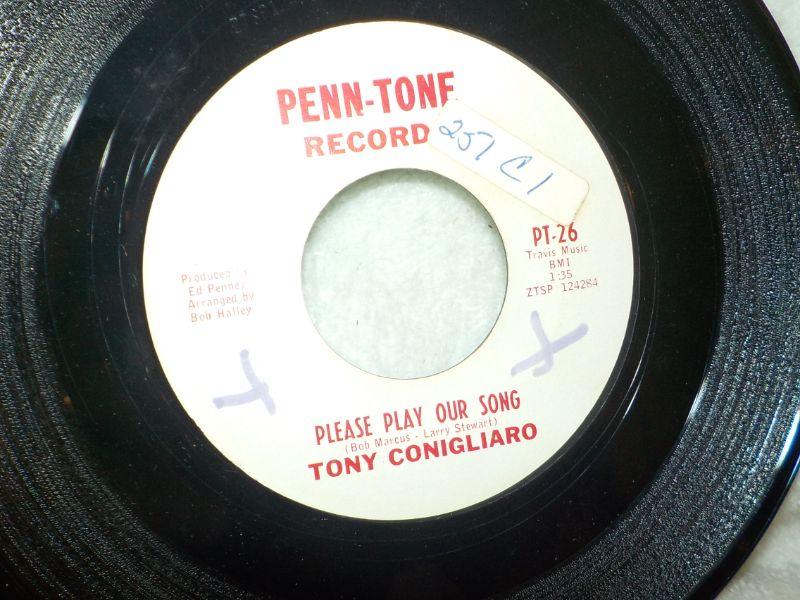 PENN-TONE
RECORD
257 C1
PT-26
Travis Music
BMI
1:35
ZTSP 124284
Produced by
Ed Penney
Arranged by
Bob Halley
X
X
PLEASE PLAY OUR SONG
(Bob Marcus - Larry Stewart)
TONY CONIGLIARO